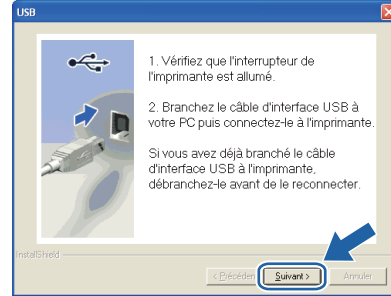 USB
1. Vérifiez que l'interrupteur de
l'imprimante est allumé.
2. Branchez le câble d'interface USB à
votre PC puis connectez-le à l'imprimante.
Si vous avez déjà branché le câble
d'interface USB à l'imprimante,
débranchez-le avant de le reconnecter.
InstallShield
< Précéden Suivant > Annuler